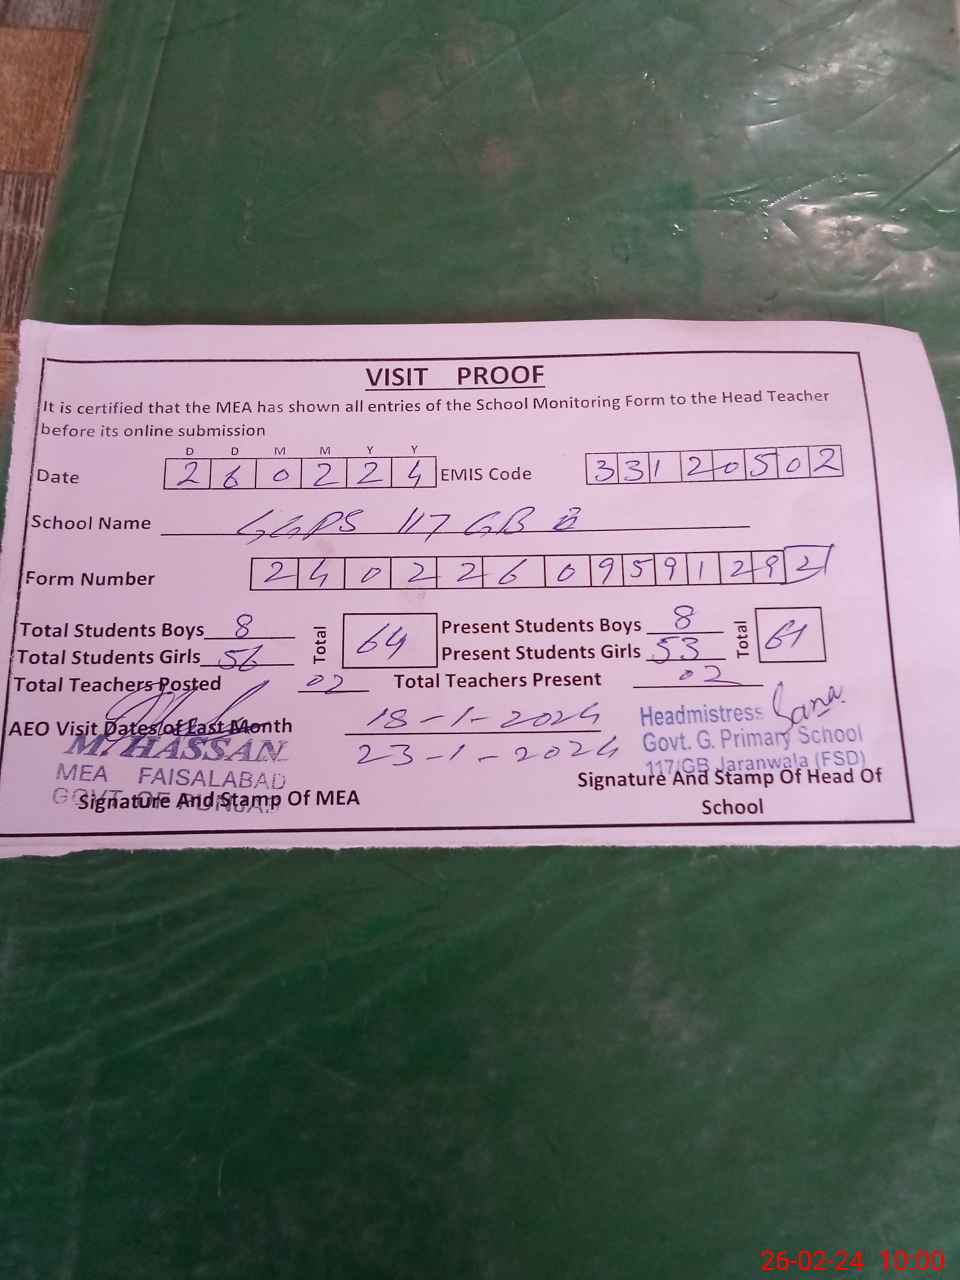 VISIT PROOF
It is certified that the MEA has shown all entries of the School Monitoring Form to the Head Teacher
before its online submission
D D M M Y Y
Date 2 6 0 2 2 4 EMIS Code 3 3 1 2 0 5 0 2
School Name GGPS 117 GB
Form Number 2 4 0 2 2 6 0 9 5 9 1 2 9 2
Total Students Boys 8 Total 64 Present Students Boys 8 Total 61
Total Students Girls 56 Present Students Girls 53
Total Teachers Posted 02 Total Teachers Present 02
AEO Visit Dates of Last Month 18-1-2024
23-1-2024
M. HASSAN
MEA FAISALABAD
GOVT. OF PUNJAB
Signature And Stamp Of MEA
Sana
Headmistress
Govt. G. Primary School
117/GB Jaranwala (FSD)
Signature And Stamp Of Head Of
School
26-02-24 10:00